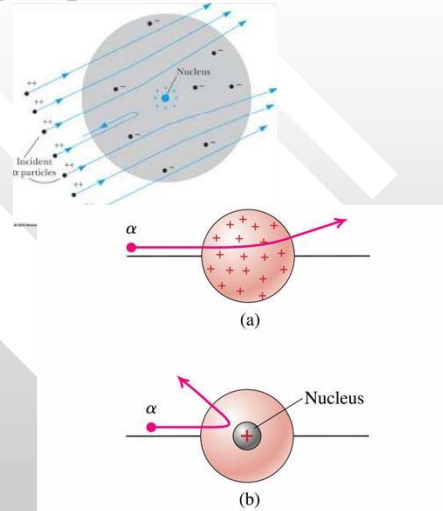 Nucleus
++
++
++
++
++
++
Incident
α particles
α
(a)
Nucleus
α
+
(b)